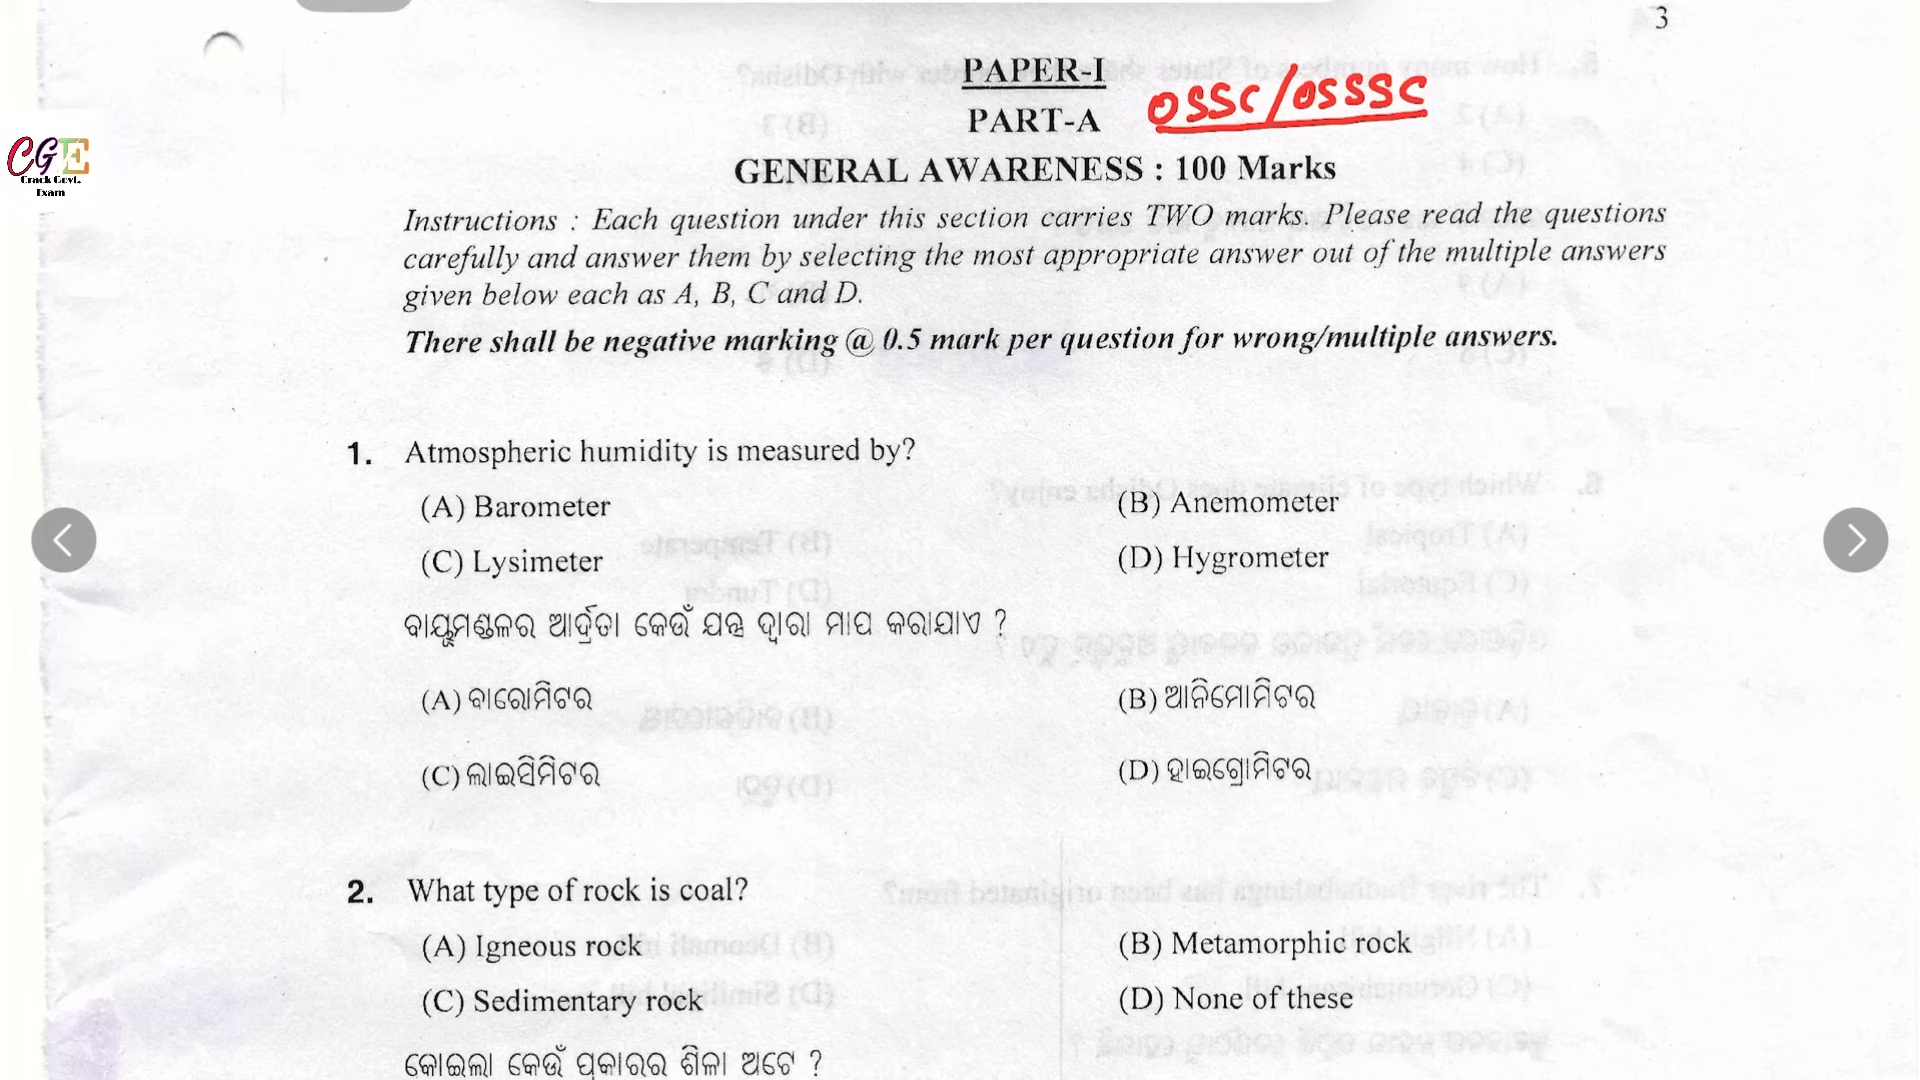 3
PAPER-I
PART-A
OSSC/OSSSC
GENERAL AWARENESS : 100 Marks
CGE
Crack Govt.
Exam
Instructions : Each question under this section carries TWO marks. Please read the questions
carefully and answer them by selecting the most appropriate answer out of the multiple answers
given below each as A, B, C and D.
There shall be negative marking @ 0.5 mark per question for wrong/multiple answers.
1. Atmospheric humidity is measured by?
(A) Barometer (B) Anemometer
(C) Lysimeter (D) Hygrometer
ବାୟୁମଣ୍ଡଳର ଆର୍ଦ୍ରତା କେଉଁ ଯନ୍ତ୍ର ଦ୍ଵାରା ମାପ କରାଯାଏ ?
(A) ବାରୋମିଟର (B) ଆନିମୋମିଟର
(C) ଲାଇସିମିଟର (D) ହାଇଗ୍ରୋମିଟର
2. What type of rock is coal?
(A) Igneous rock (B) Metamorphic rock
(C) Sedimentary rock (D) None of these
କୋଇଲା କେଉଁ ପ୍ରକାରର ଶିଳା ଅଟେ ?